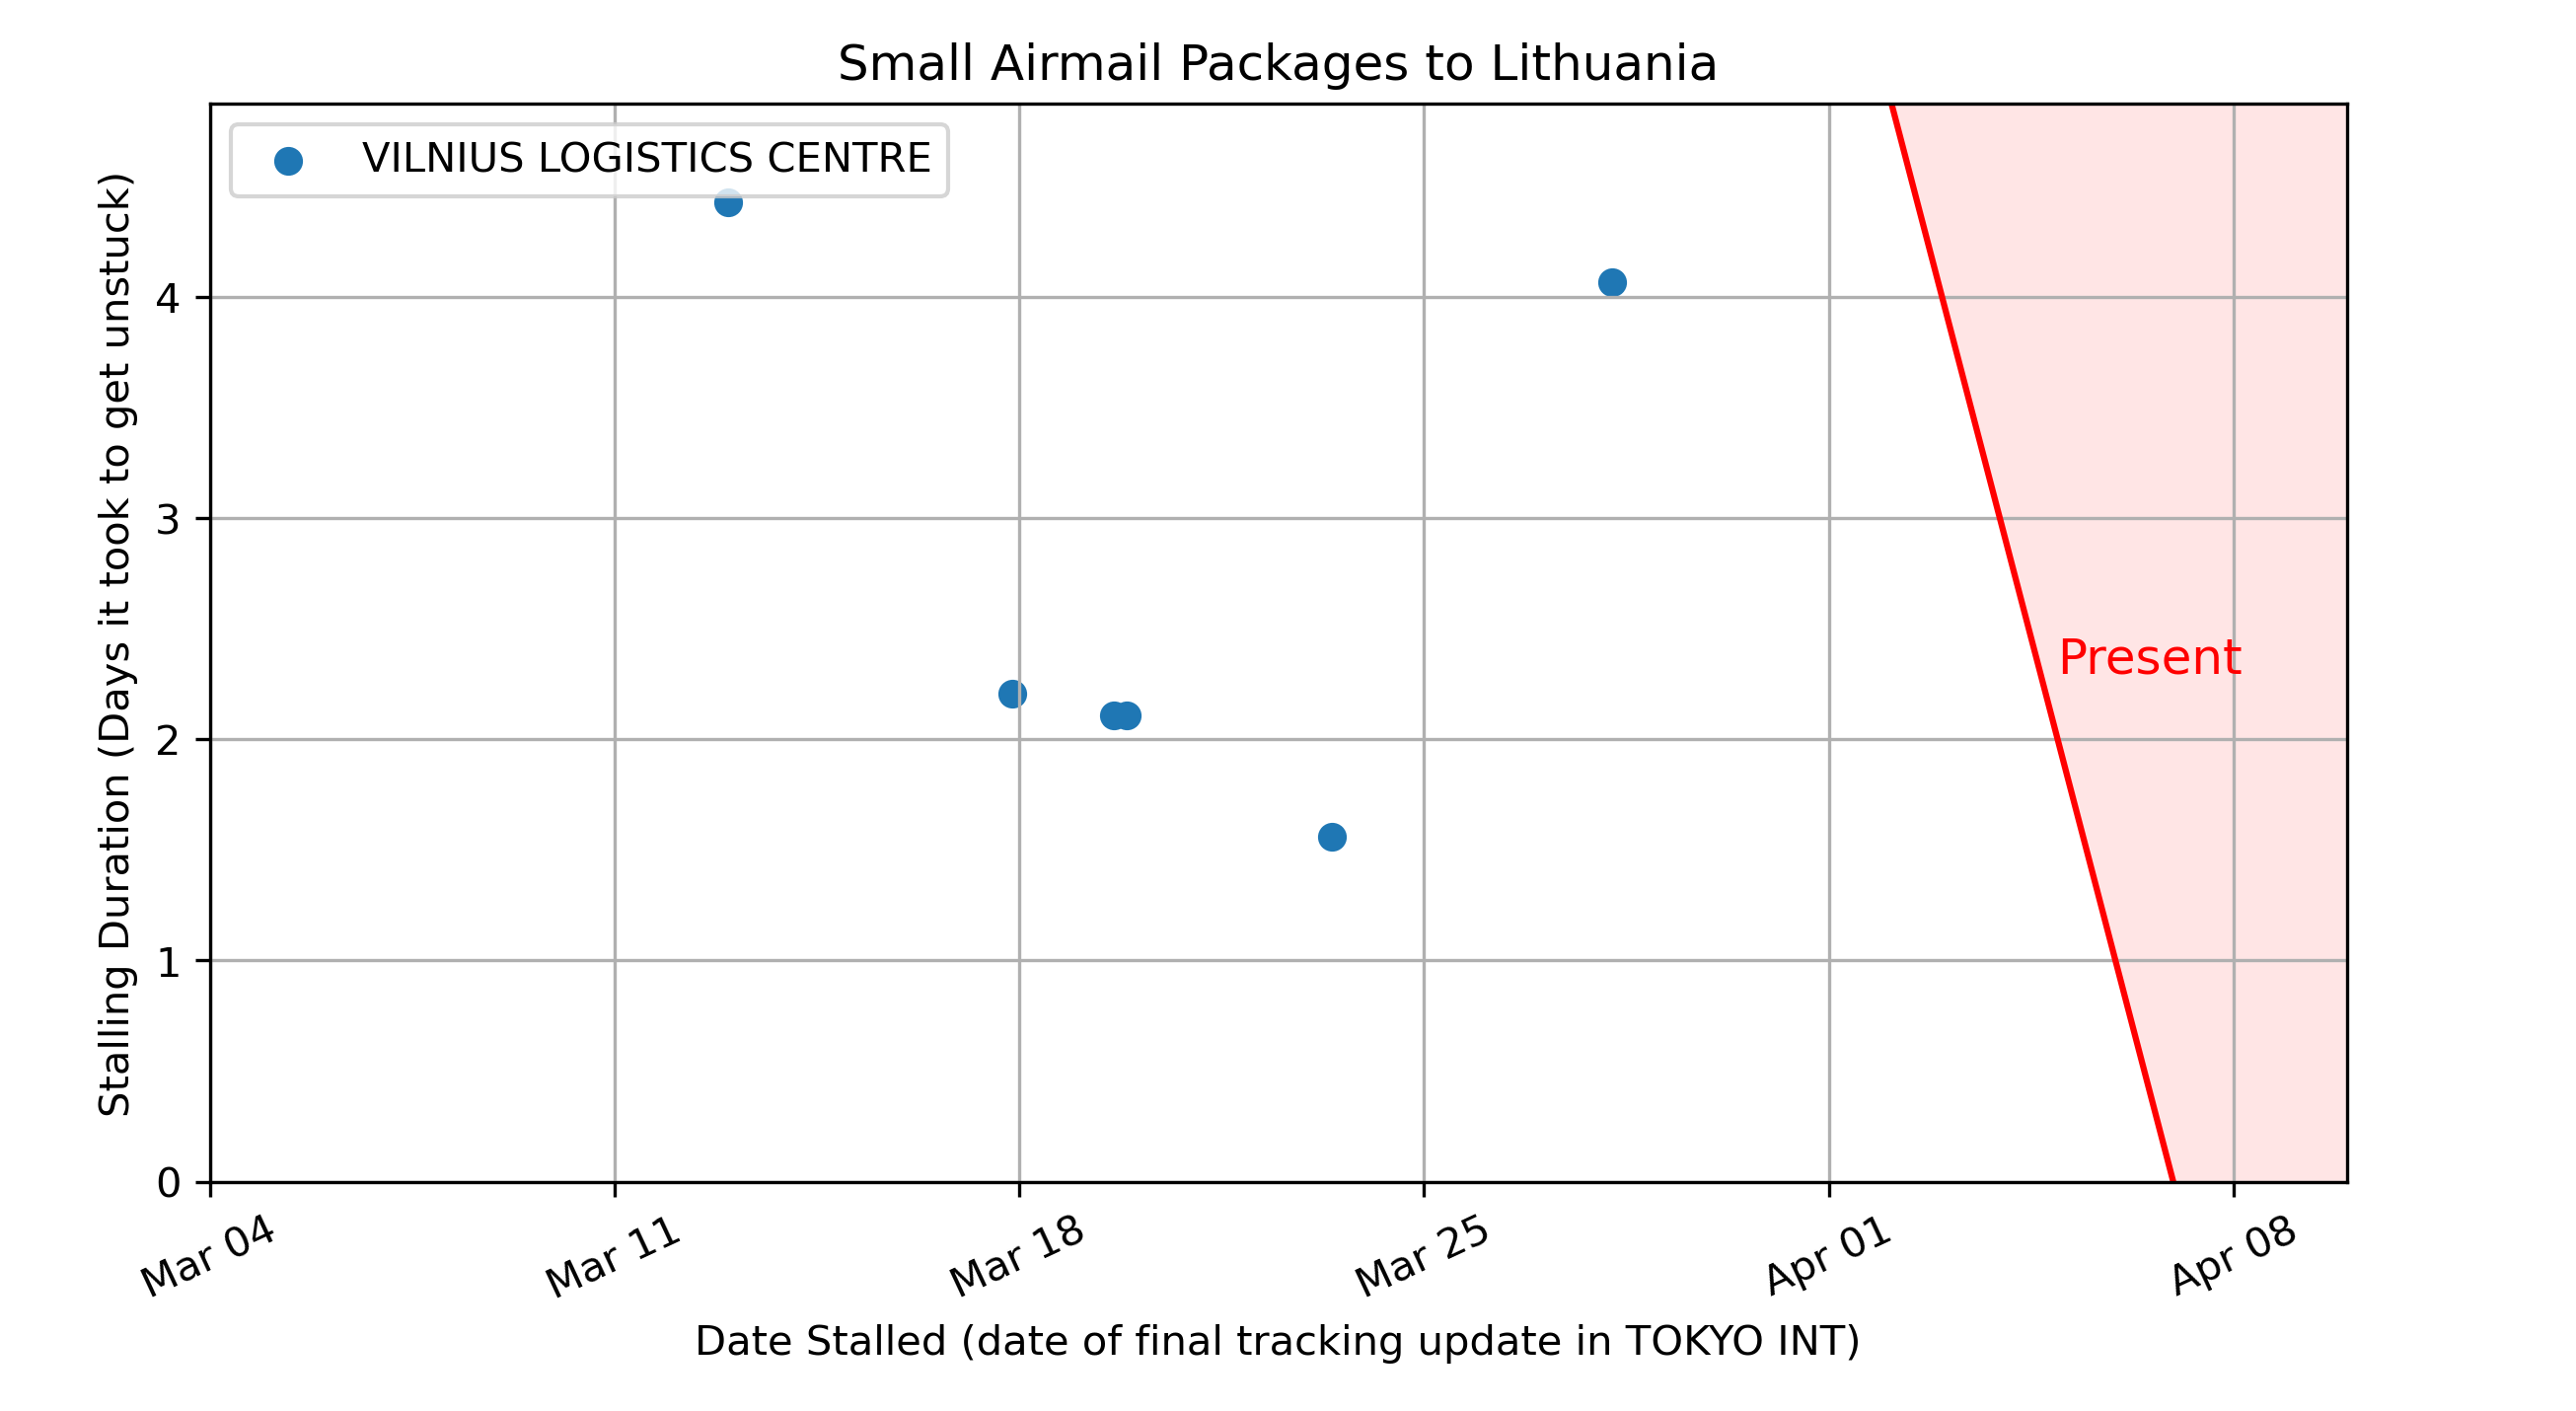 Small Airmail Packages to Lithuania
VILNIUS LOGISTICS CENTRE
Stalling Duration (Days it took to get unstuck)
4
3
2
1
0
Present
Mar 04
Mar 11
Mar 18
Mar 25
Apr 01
Apr 08
Date Stalled (date of final tracking update in TOKYO INT)